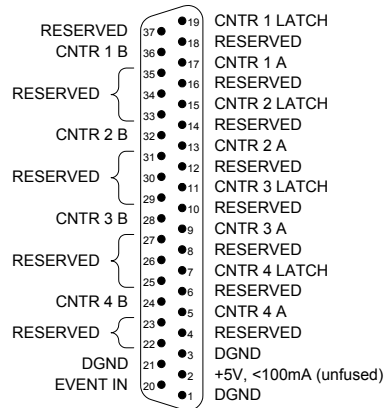 19 CNTR 1 LATCH
RESERVED 37
18 RESERVED
CNTR 1 B 36
17 CNTR 1 A
35
16 RESERVED
RESERVED 34
15 CNTR 2 LATCH
33
14 RESERVED
CNTR 2 B 32
13 CNTR 2 A
31
12 RESERVED
RESERVED 30
11 CNTR 3 LATCH
29
10 RESERVED
CNTR 3 B 28
9 CNTR 3 A
27
8 RESERVED
RESERVED 26
7 CNTR 4 LATCH
25
6 RESERVED
CNTR 4 B 24
5 CNTR 4 A
23
RESERVED
4 RESERVED
22
3 DGND
DGND 21
2 +5V, <100mA (unfused)
EVENT IN 20
1 DGND